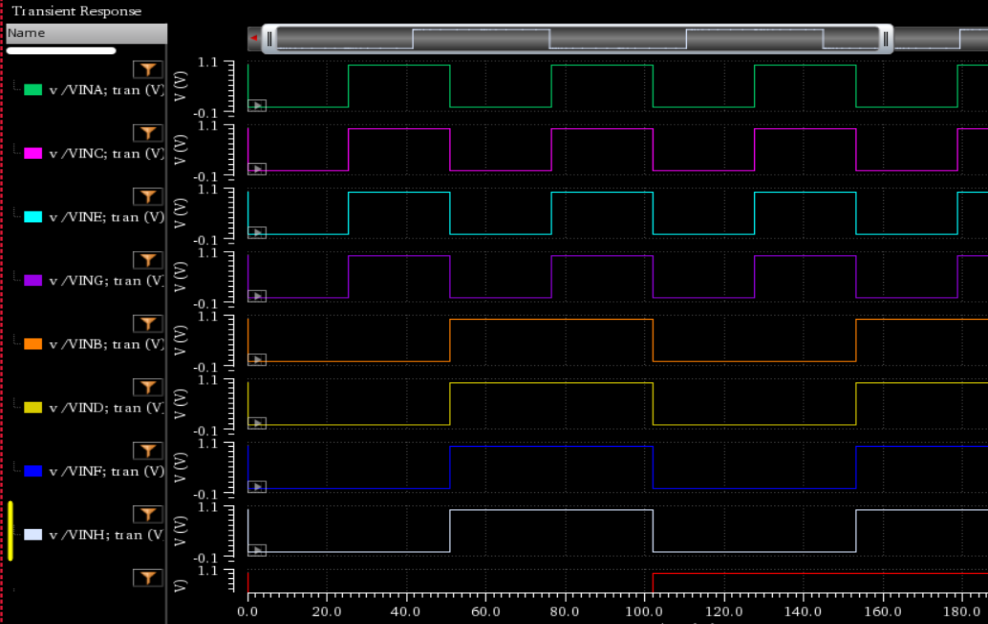 Transient Response
Name
1.1
v /VINA; tran (V)
V (V)
-0.1
1.1
v /VINC; tran (V)
V (V)
-0.1
1.1
v /VINE; tran (V)
V (V)
-0.1
1.1
v /VING; tran (V)
V (V)
-0.1
1.1
v /VINB; tran (V)
V (V)
-0.1
1.1
v /VIND; tran (V)
V (V)
-0.1
1.1
v /VINF; tran (V)
V (V)
-0.1
1.1
v /VINH; tran (V
V (V)
-0.1
1.1
V)
0.0 20.0 40.0 60.0 80.0 100.0 120.0 140.0 160.0 180.0